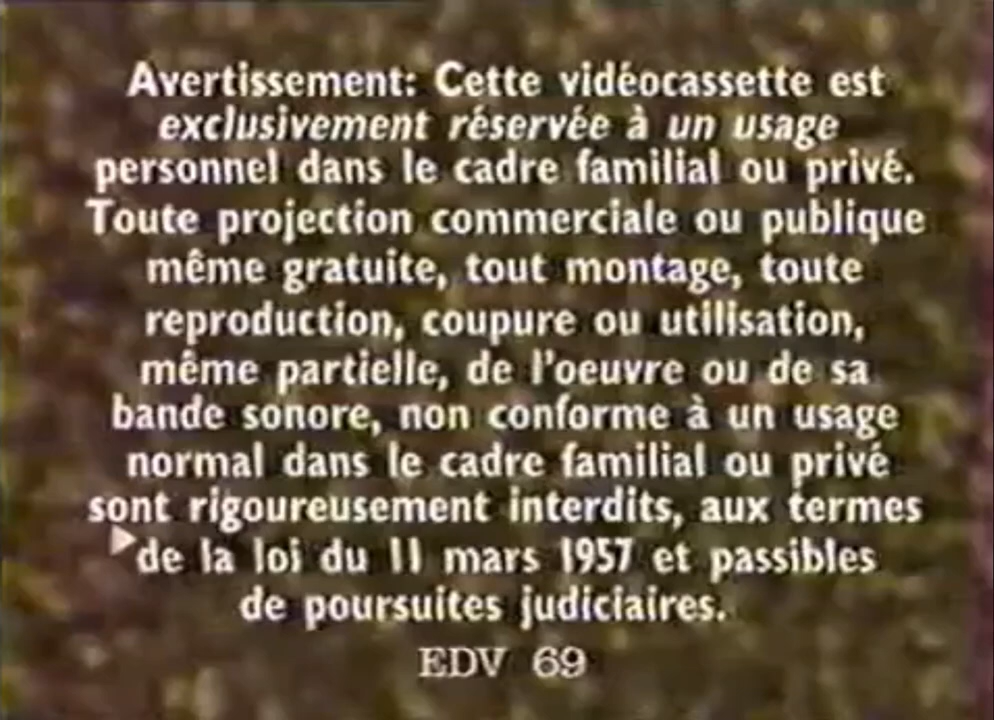 Avertissement: Cette vidéocassette est
exclusivement réservée à un usage
personnel dans le cadre familial ou privé.
Toute projection commerciale ou publique
même gratuite, tout montage, toute
reproduction, coupure ou utilisation,
même partielle, de l'oeuvre ou de sa
bande sonore, non conforme à un usage
normal dans le cadre familial ou privé
sont rigoureusement interdits, aux termes
de la loi du 11 mars 1957 et passibles
de poursuites judiciaires.
EDV 69